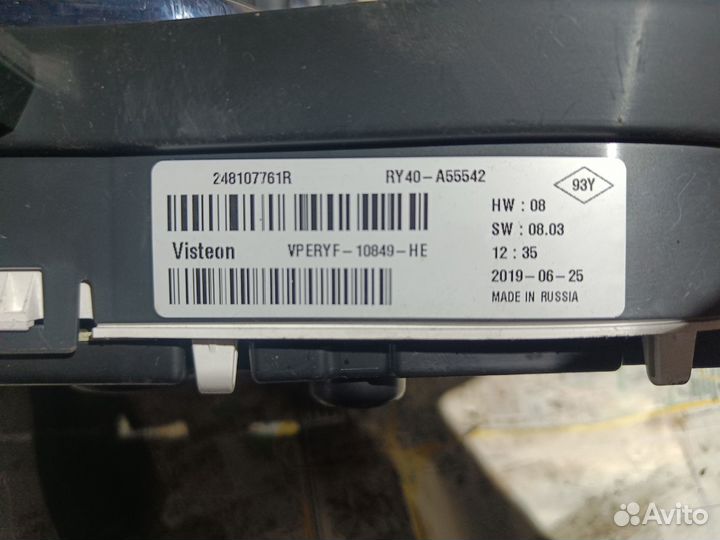 248107761R RY40-A55542
93Y
HW : 08
SW : 08.03
Visteon VPERYF-10849-HE
12 : 35
2019-06-25
MADE IN RUSSIA
Avito